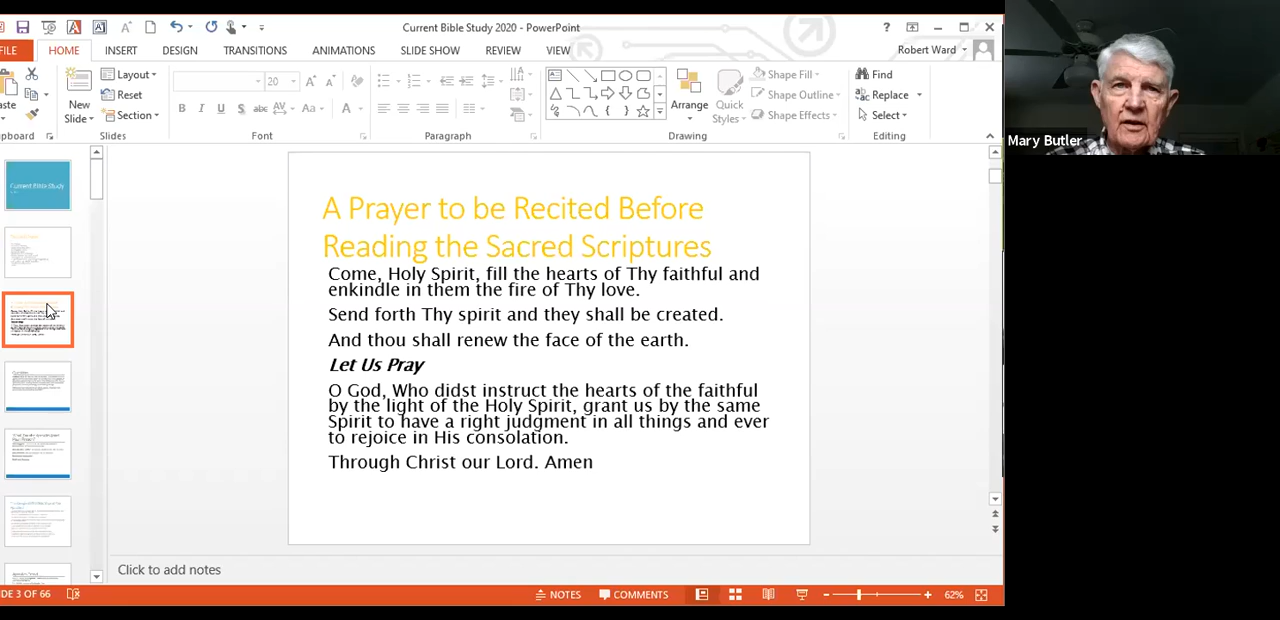 Current Bible Study 2020 - PowerPoint
?
FILE
HOME
INSERT
DESIGN
TRANSITIONS
ANIMATIONS
SLIDE SHOW
REVIEW
VIEW
Robert Ward
Layout
Reset
Section
New
Slide
20
Shape Fill
Shape Outline
Shape Effects
Arrange
Quick
Styles
Find
Replace
Select
Slides
Font
Paragraph
Drawing
Editing
Mary Butler
Current Bible Study
A Prayer to be Recited Before
Reading the Sacred Scriptures
Come, Holy Spirit, fill the hearts of Thy faithful and
enkindle in them the fire of Thy love.
Send forth Thy spirit and they shall be created.
And thou shall renew the face of the earth.
Let Us Pray
O God, Who didst instruct the hearts of the faithful
by the light of the Holy Spirit, grant us by the same
Spirit to have a right judgment in all things and ever
to rejoice in His consolation.
Through Christ our Lord. Amen
Click to add notes
DE 3 OF 66
NOTES
COMMENTS
62%